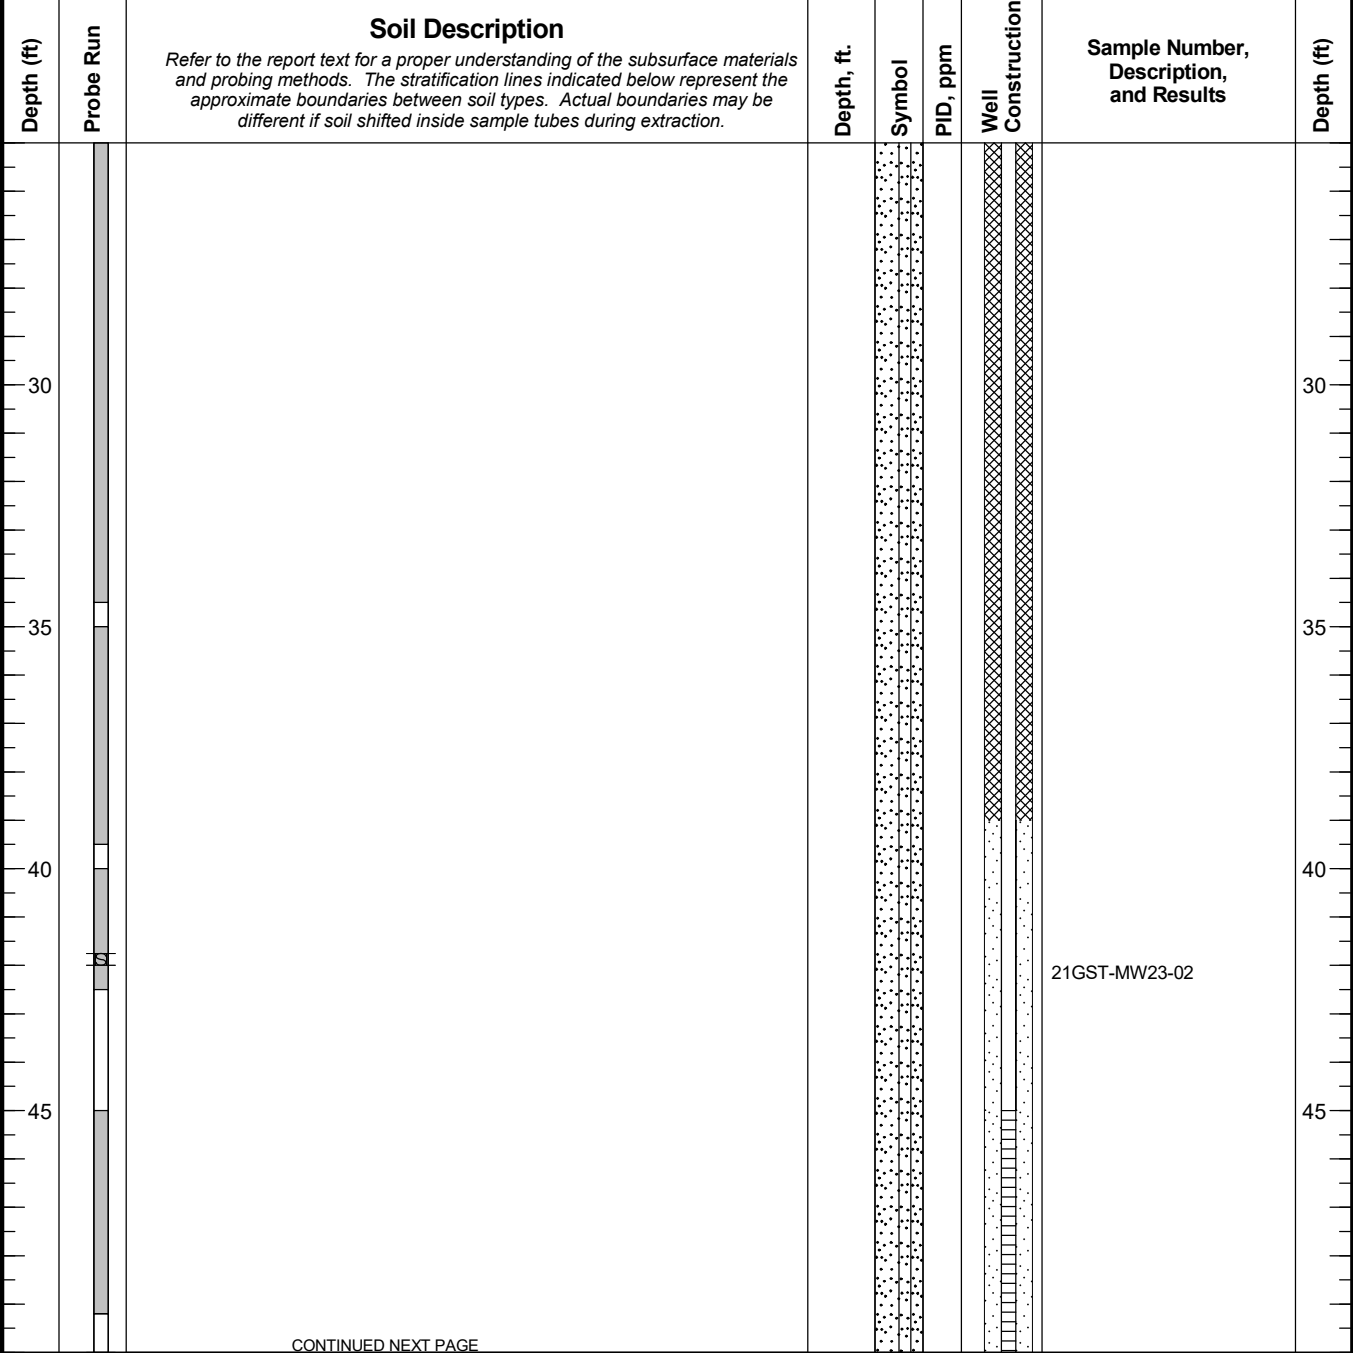 Depth (ft)
Probe Run
Soil Description
Refer to the report text for a proper understanding of the subsurface materials
and probing methods. The stratification lines indicated below represent the
approximate boundaries between soil types. Actual boundaries may be
different if soil shifted inside sample tubes during extraction.
Depth, ft.
Symbol
PID, ppm
Well
Construction
Sample Number,
Description,
and Results
Depth (ft)
30
30
35
35
40
40
S
21GST-MW23-02
45
45
CONTINUED NEXT PAGE